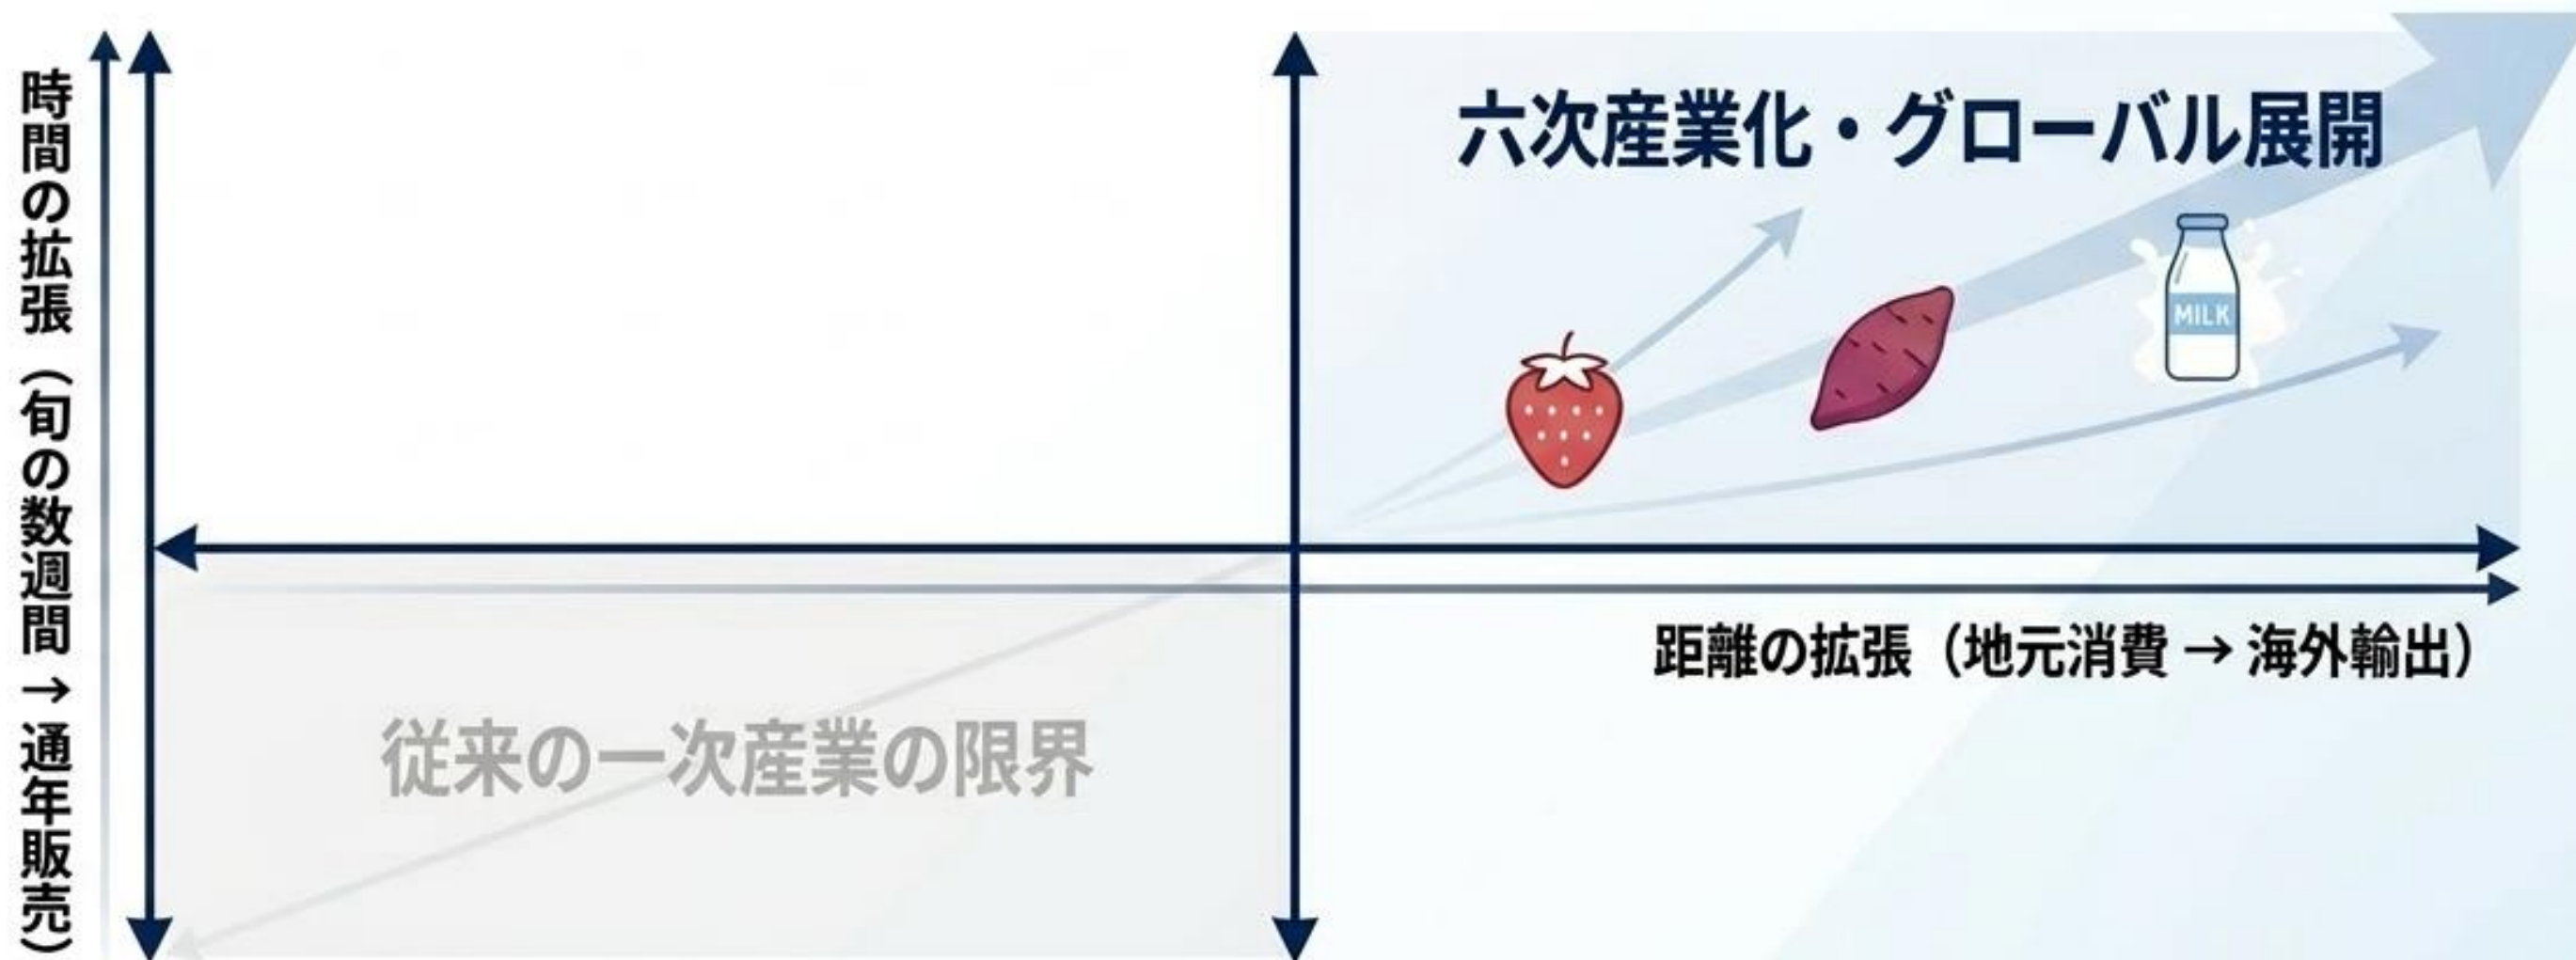 時間の拡張（旬の数週間 → 通年販売）
六次産業化・グローバル展開
MILK
距離の拡張（地元消費 → 海外輸出）
従来の一次産業の限界